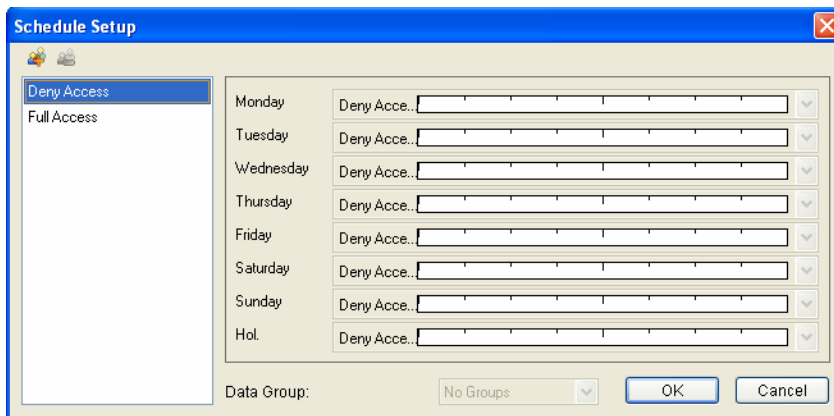 Schedule Setup
Deny Access
Full Access
Monday Deny Acce...
Tuesday Deny Acce...
Wednesday Deny Acce...
Thursday Deny Acce...
Friday Deny Acce...
Saturday Deny Acce...
Sunday Deny Acce...
Hol. Deny Acce...
Data Group: No Groups OK Cancel